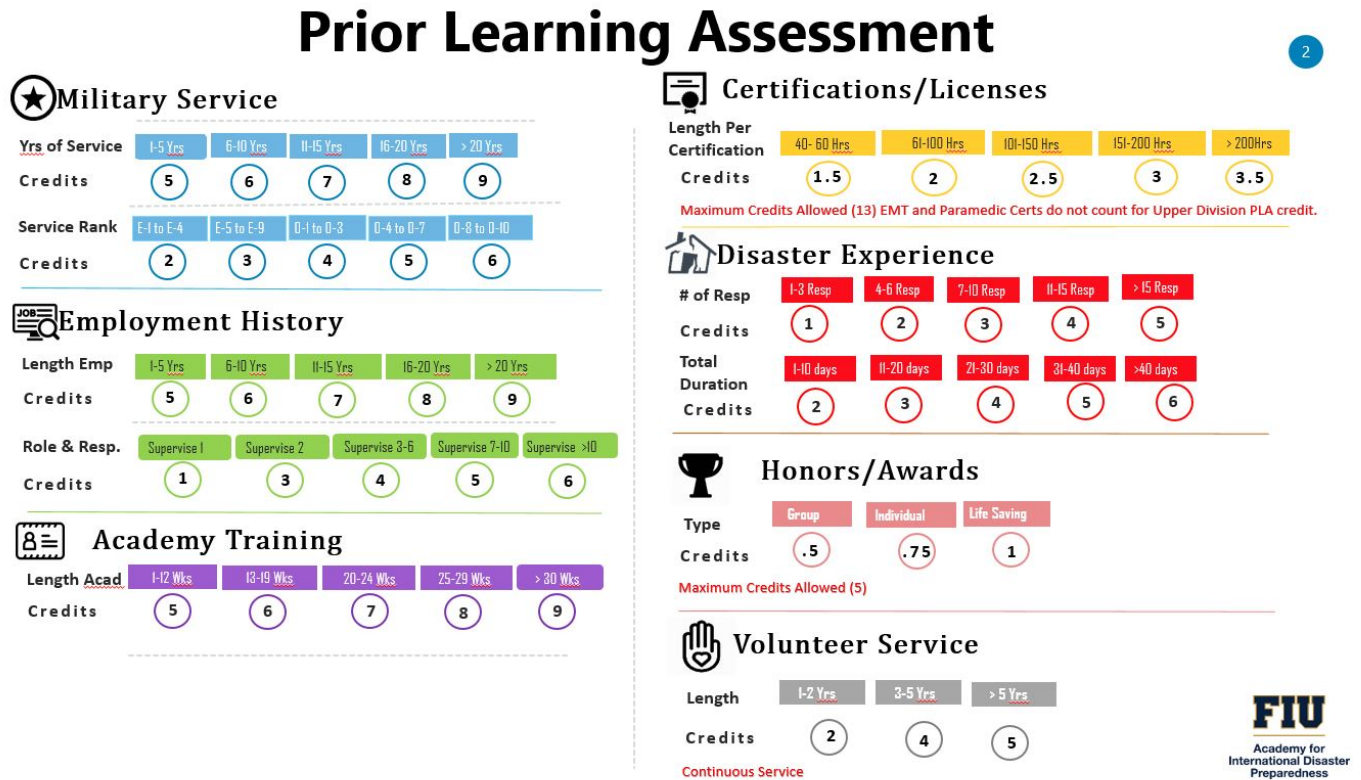 Prior Learning Assessment
2
Military Service
Yrs of Service 1-5 Yrs 6-10 Yrs 11-15 Yrs 16-20 Yrs > 20 Yrs
Credits 5 6 7 8 9
Service Rank E-1 to E-4 E-5 to E-9 O-1 to O-3 O-4 to O-7 O-8 to O-10
Credits 2 3 4 5 6
JOB
Employment History
Length Emp 1-5 Yrs 6-10 Yrs 11-15 Yrs 16-20 Yrs > 20 Yrs
Credits 5 6 7 8 9
Role & Resp. Supervise 1 Supervise 2 Supervise 3-6 Supervise 7-10 Supervise >10
Credits 1 3 4 5 6
Academy Training
Length Acad 1-12 Wks 13-19 Wks 20-24 Wks 25-29 Wks > 30 Wks
Credits 5 6 7 8 9
Certifications/Licenses
Length Per
Certification 40- 60 Hrs 61-100 Hrs 101-150 Hrs 151-200 Hrs > 200Hrs
Credits 1.5 2 2.5 3 3.5
Maximum Credits Allowed (13) EMT and Paramedic Certs do not count for Upper Division PLA credit.
Disaster Experience
# of Resp 1-3 Resp 4-6 Resp 7-10 Resp 11-15 Resp > 15 Resp
Credits 1 2 3 4 5
Total
Duration 1-10 days 11-20 days 21-30 days 31-40 days >40 days
Credits 2 3 4 5 6
Honors/Awards
Type Group Individual Life Saving
Credits .5 .75 1
Maximum Credits Allowed (5)
Volunteer Service
Length 1-2 Yrs 3-5 Yrs > 5 Yrs
Credits 2 4 5
Continuous Service
FIU
Academy for
International Disaster
Preparedness